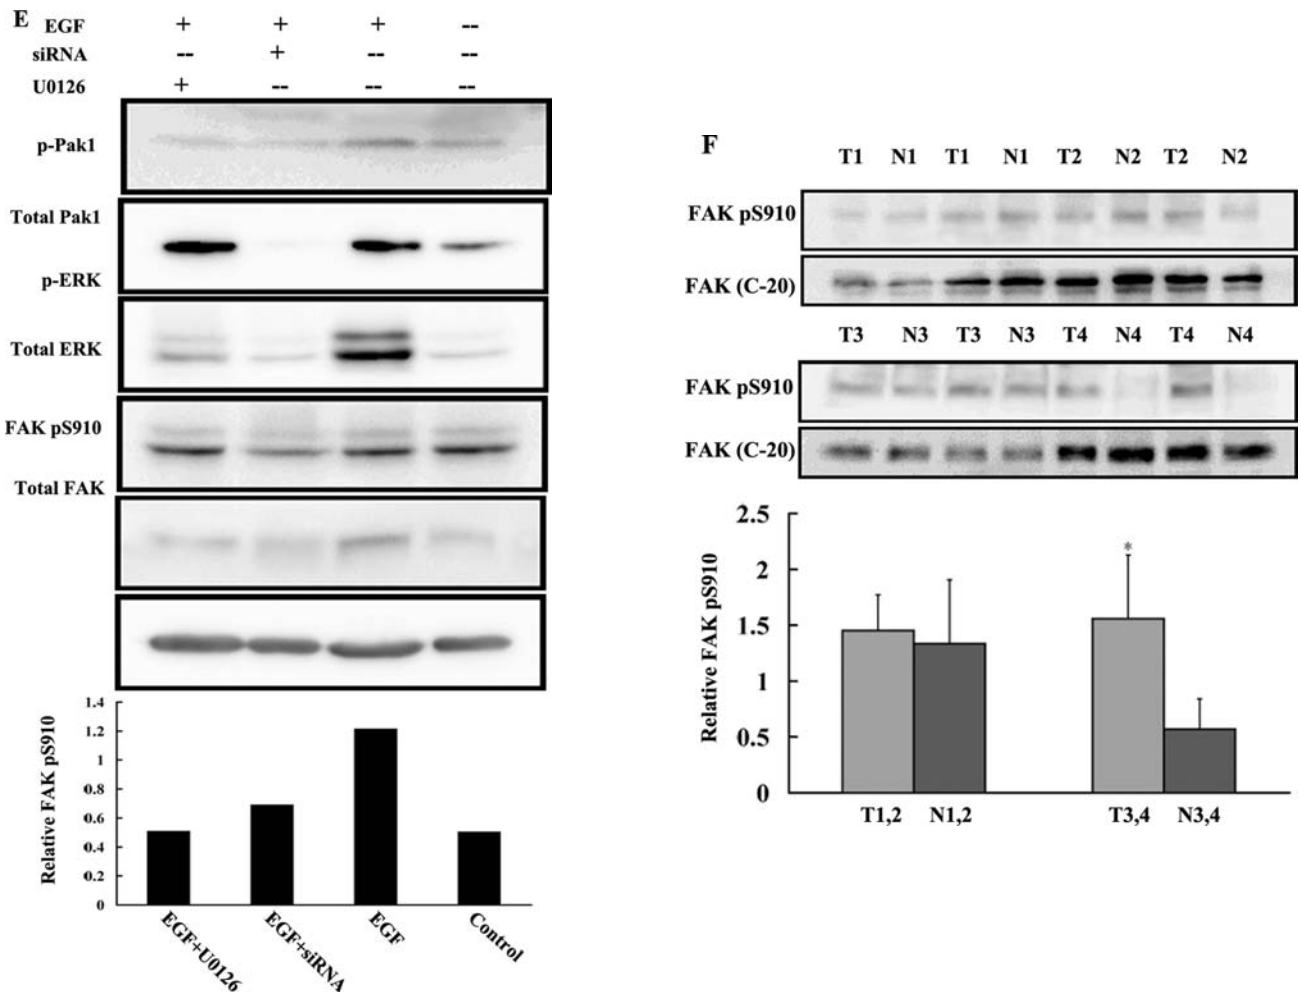 E
EGF + + + --
siRNA -- + -- --
U0126 + -- -- --
p-Pak1
Total Pak1
p-ERK
Total ERK
FAK pS910
Total FAK
Relative FAK pS910
1.4
1.2
1
0.8
0.6
0.4
0.2
0
EGF+U0126 EGF+siRNA EGF Control
F
T1 N1 T1 N1 T2 N2 T2 N2
FAK pS910
FAK (C-20)
T3 N3 T3 N3 T4 N4 T4 N4
FAK pS910
FAK (C-20)
Relative FAK pS910
2.5
2
1.5
1
0.5
0
*
T1,2 N1,2 T3,4 N3,4